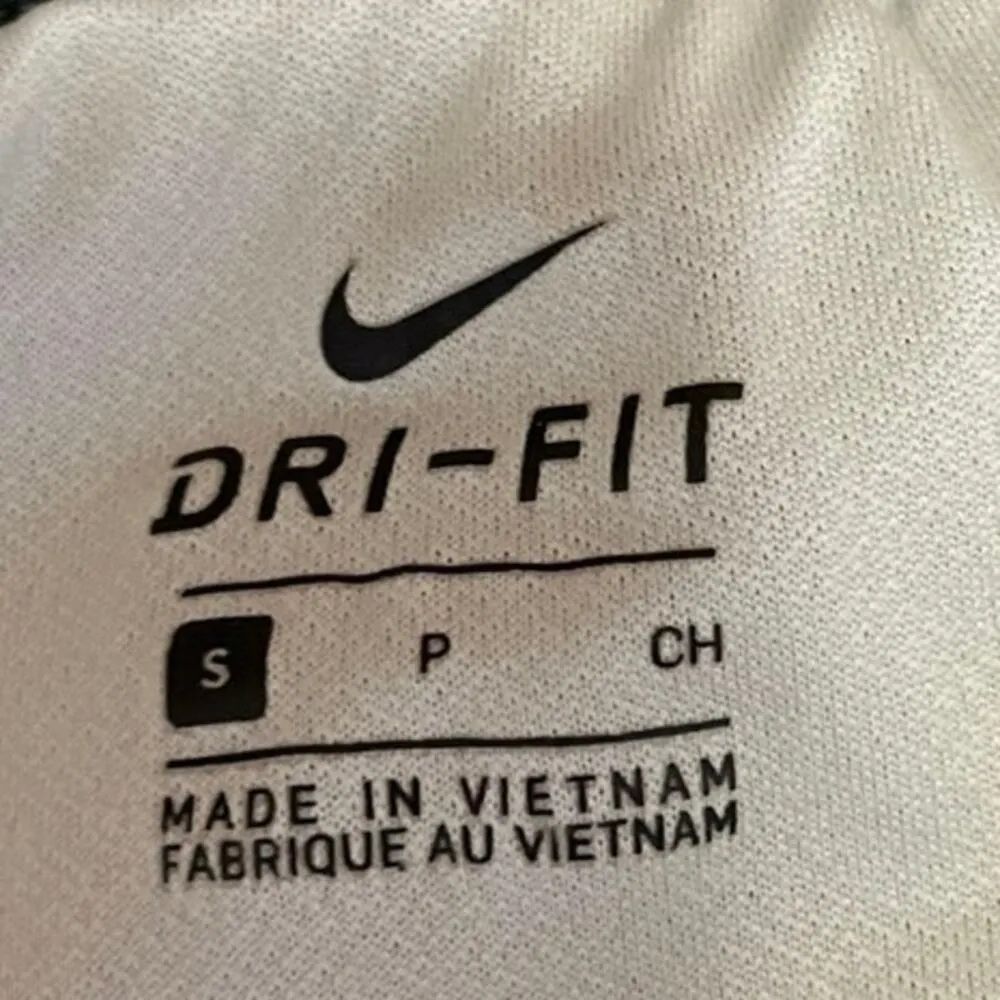 DRI-FIT
S P CH
MADE IN VIETNAM
FABRIQUE AU VIETNAM